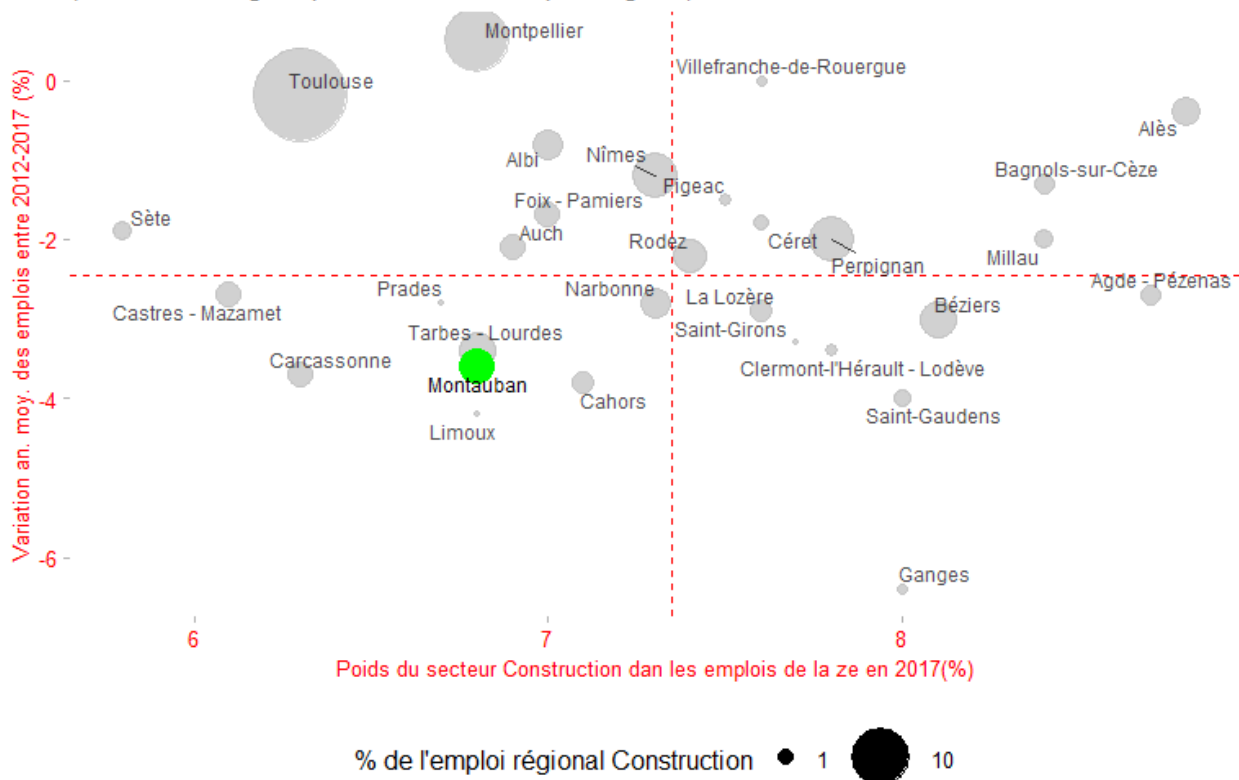 Montpellier
Toulouse
Villefranche-de-Rouergue
Alès
Albi
Nîmes
Bagnols-sur-Cèze
Pigeac
Foix - Pamiers
Sète
Auch
Rodez
Céret
Millau
Perpignan
Agde - Pézenas
Prades
Narbonne
La Lozère
Béziers
Castres - Mazamet
Tarbes - Lourdes
Saint-Girons
Carcassonne
Clermont-l'Hérault - Lodève
Montauban
Cahors
Saint-Gaudens
Limoux
Ganges
Variation an. moy. des emplois entre 2012-2017 (%)
0
-2
-4
-6
6 7 8
Poids du secteur Construction dan les emplois de la ze en 2017(%)
% de l'emploi régional Construction 1 10